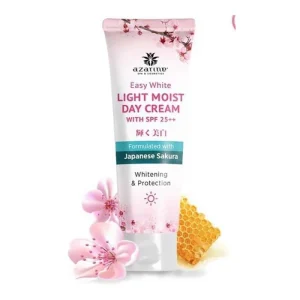 azarine
Easy White
LIGHT MOIST
DAY CREAM
WITH SPF 25++
Formulated with
Japanese Sakura
Whitening
& Protection